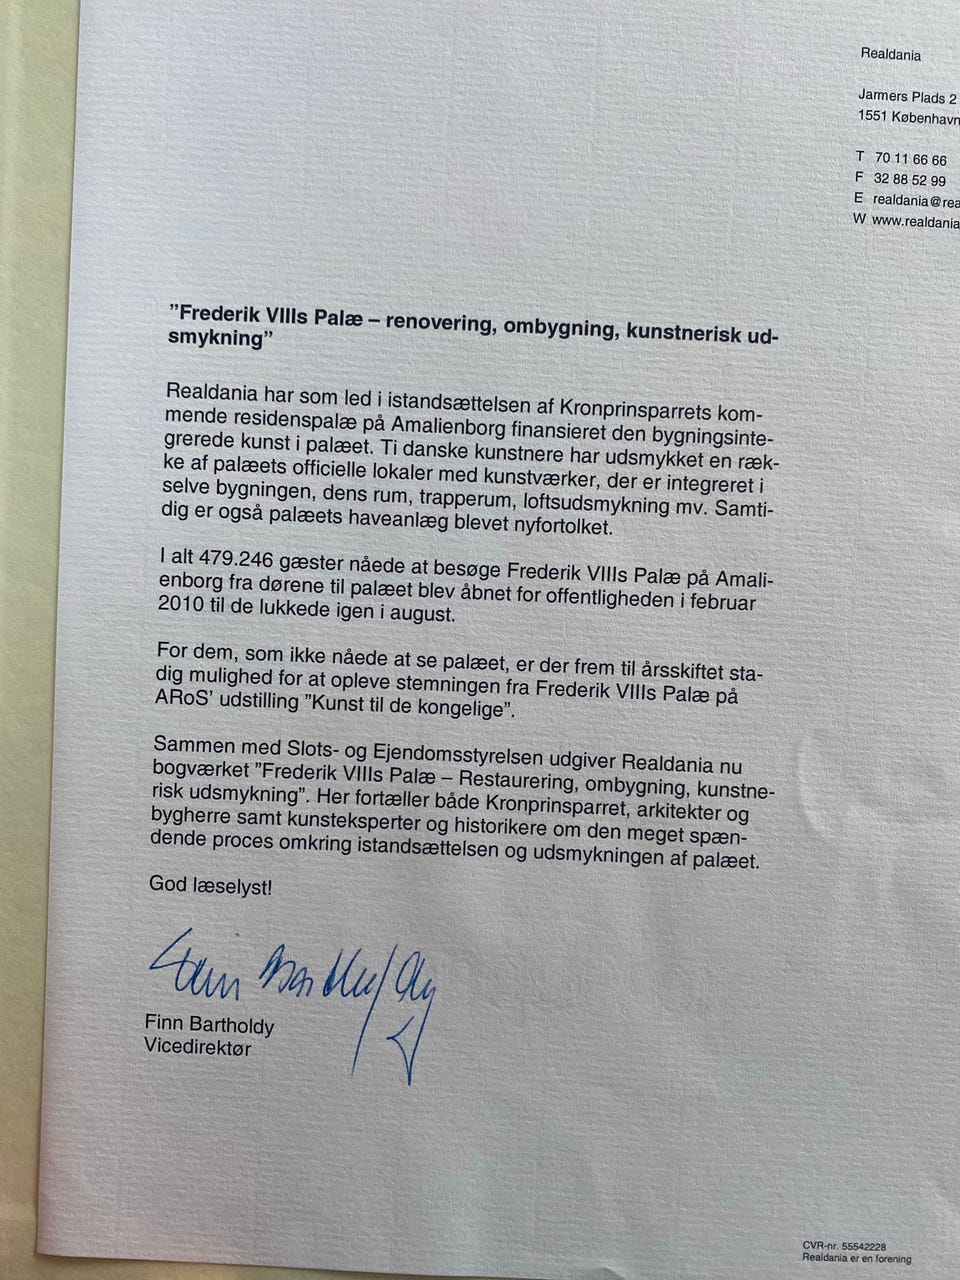 Realdania
Jarmers Plads 2
1551 København
T 70 11 66 66
F 32 88 52 99
E realdania@rea
W www.realdania
”Frederik VIIIs Palæ – renovering, ombygning, kunstnerisk ud-
smykning”
Realdania har som led i istandsættelsen af Kronprinsparrets kom-
mende residenspalæ på Amalienborg finansieret den bygningsinte-
grerede kunst i palæet. Ti danske kunstnere har udsmykket en ræk-
ke af palæets officielle lokaler med kunstværker, der er integreret i
selve bygningen, dens rum, trapperum, loftsudsmykning mv. Samti-
dig er også palæets haveanlæg blevet nyfortolket.
I alt 479.246 gæster nåede at besøge Frederik VIIIs Palæ på Amali-
enborg fra dørene til palæet blev åbnet for offentligheden i februar
2010 til de lukkede igen i august.
For dem, som ikke nåede at se palæet, er der frem til årsskiftet sta-
dig mulighed for at opleve stemningen fra Frederik VIIIs Palæ på
ARoS’ udstilling ”Kunst til de kongelige”.
Sammen med Slots- og Ejendomsstyrelsen udgiver Realdania nu
bogværket ”Frederik VIIIs Palæ – Restaurering, ombygning, kunstne-
risk udsmykning”. Her fortæller både Kronprinsparret, arkitekter og
bygherre samt kunsteksperter og historikere om den meget spæn-
dende proces omkring istandsættelsen og udsmykningen af palæet.
God læselyst!
Finn Bartholdy
Finn Bartholdy
Vicedirektør
CVR-nr. 55542228
Realdania er en forening